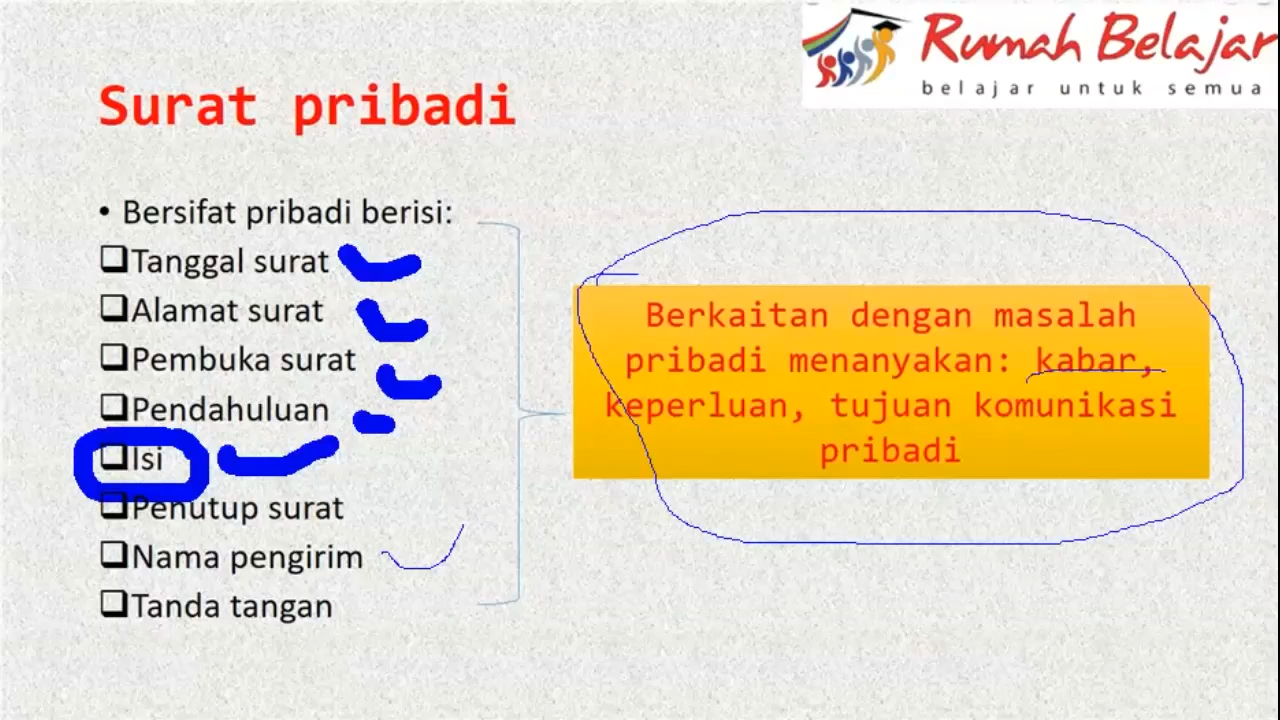 Rumah Belajar
belajar untuk semua
Surat pribadi
• Bersifat pribadi berisi:
❑Tanggal surat
❑Alamat surat
❑Pembuka surat
❑Pendahuluan
❑Isi
❑Penutup surat
❑Nama pengirim
❑Tanda tangan
Berkaitan dengan masalah
pribadi menanyakan: kabar,
keperluan, tujuan komunikasi
pribadi